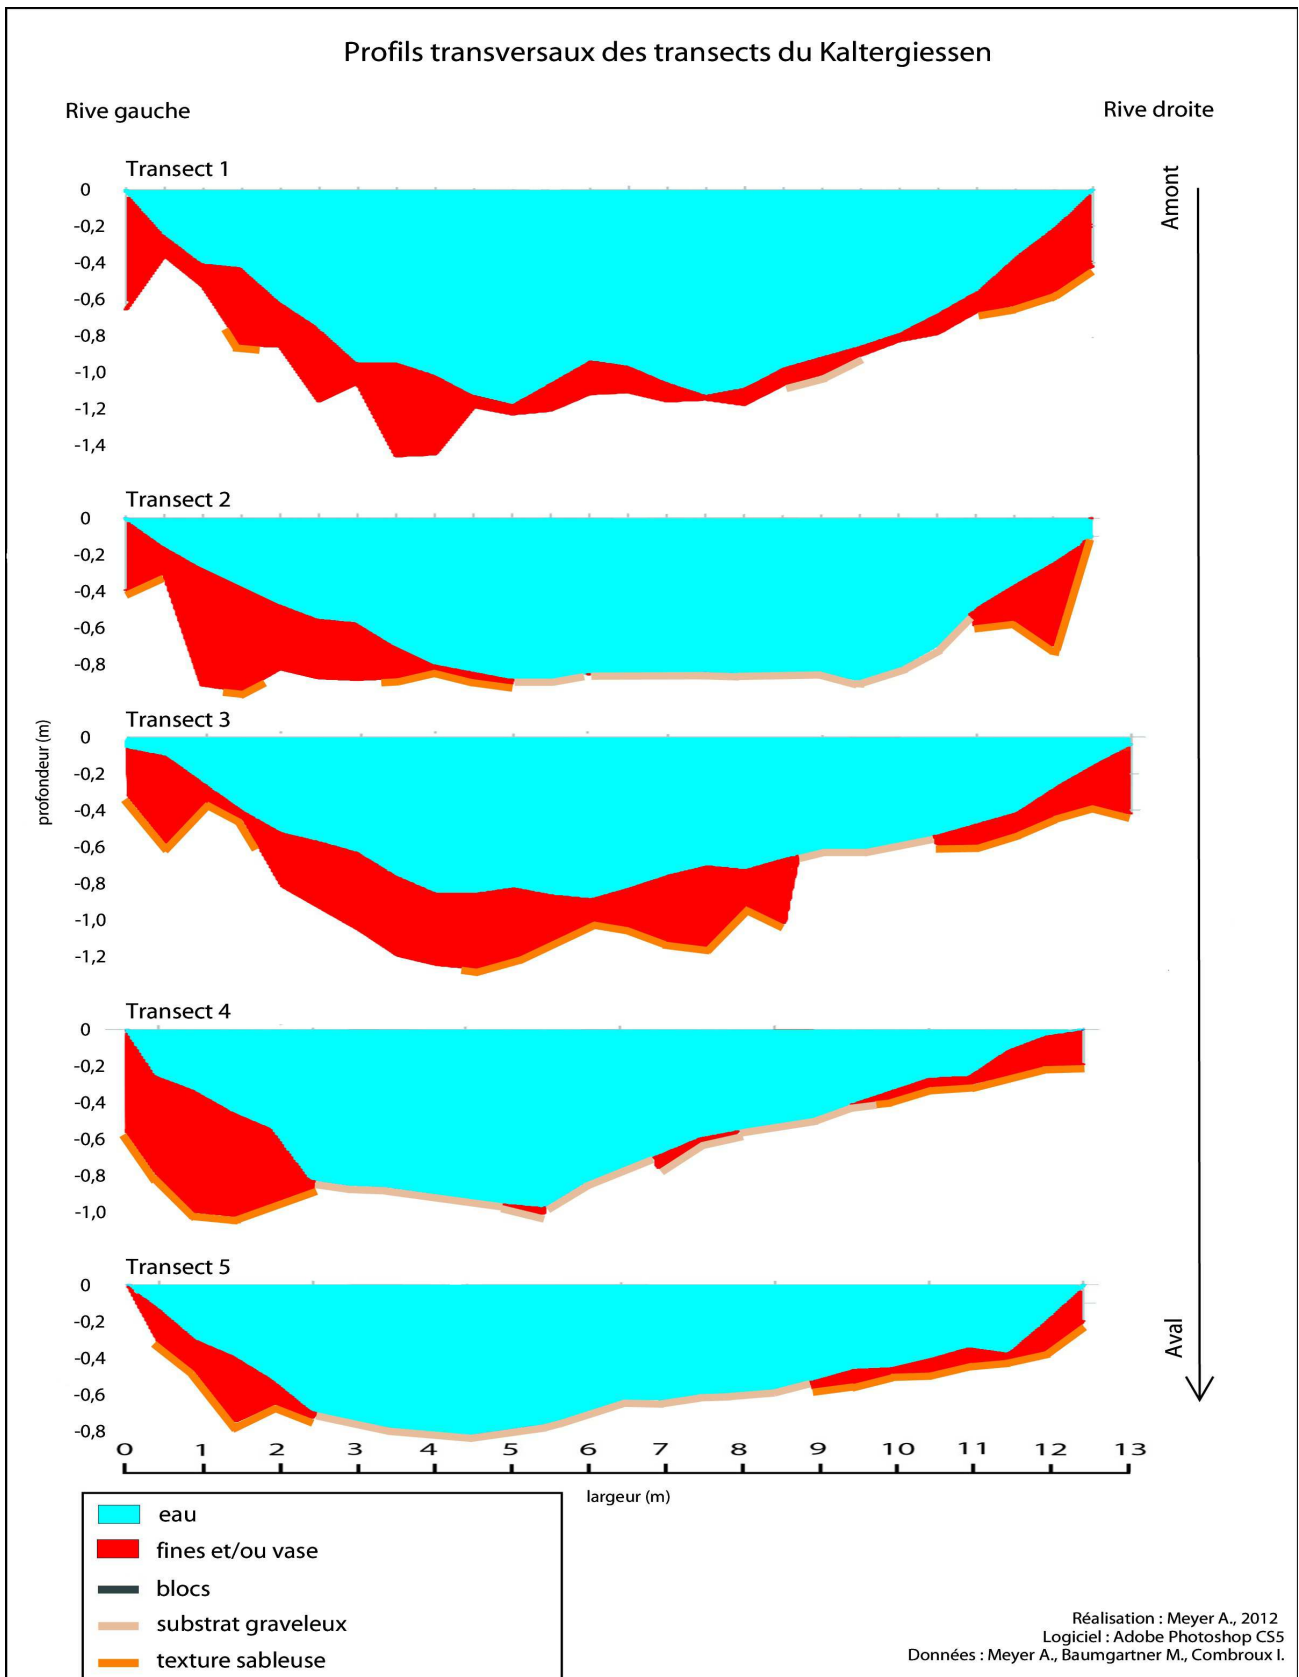 Profils transversaux des transects du Kaltergiessen
Rive gauche
Rive droite
Amont
Transect 1
0
-0,2
-0,4
-0,6
-0,8
-1,0
-1,2
-1,4
Transect 2
0
-0,2
-0,4
-0,6
-0,8
profondeur (m)
Transect 3
0
-0,2
-0,4
-0,6
-0,8
-1,0
-1,2
Transect 4
0
-0,2
-0,4
-0,6
-0,8
-1,0
Transect 5
0
-0,2
-0,4
-0,6
-0,8
Aval
0 1 2 3 4 5 6 7 8 9 10 11 12 13
largeur (m)
eau
fines et/ou vase
blocs
substrat graveleux
texture sableuse
Réalisation : Meyer A., 2012
Logiciel : Adobe Photoshop CS5
Données : Meyer A., Baumgartner M., Combroux I.